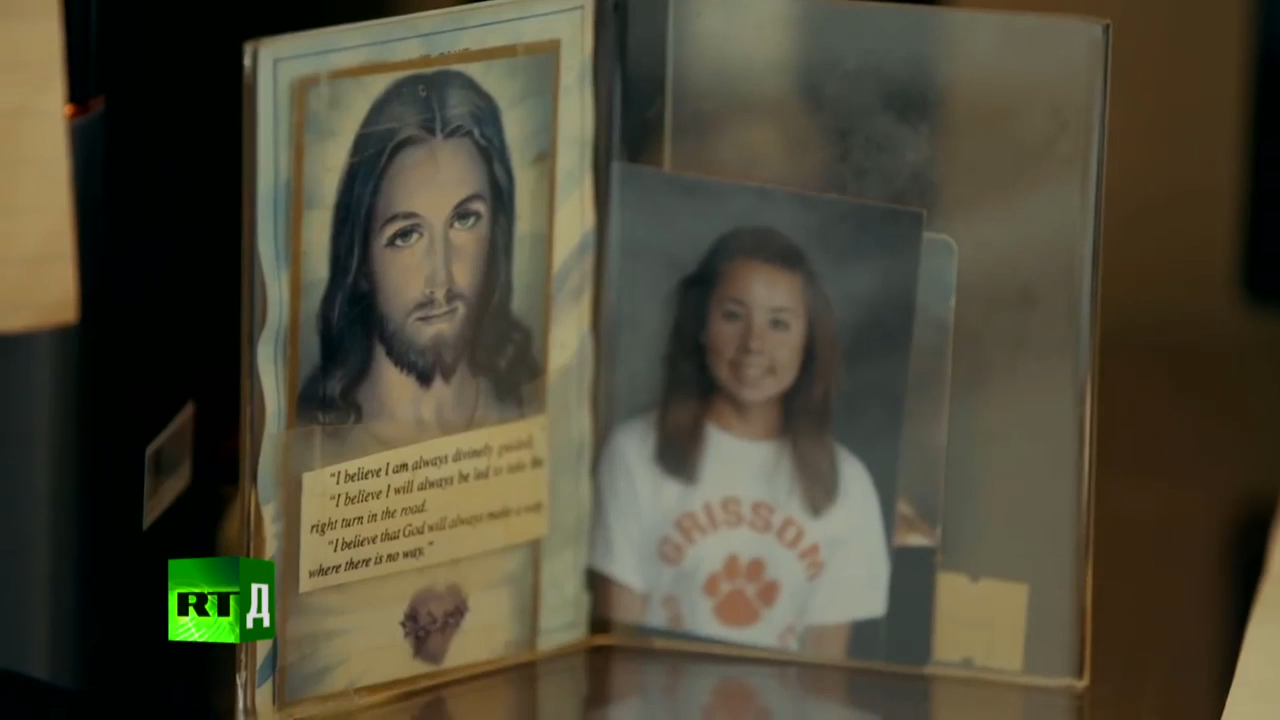 "I believe I am always divinely guided.
"I believe I will always be led to take the
right turn in the road.
"I believe that God will always make a way
where there is no way."
GRISSOM
RTД